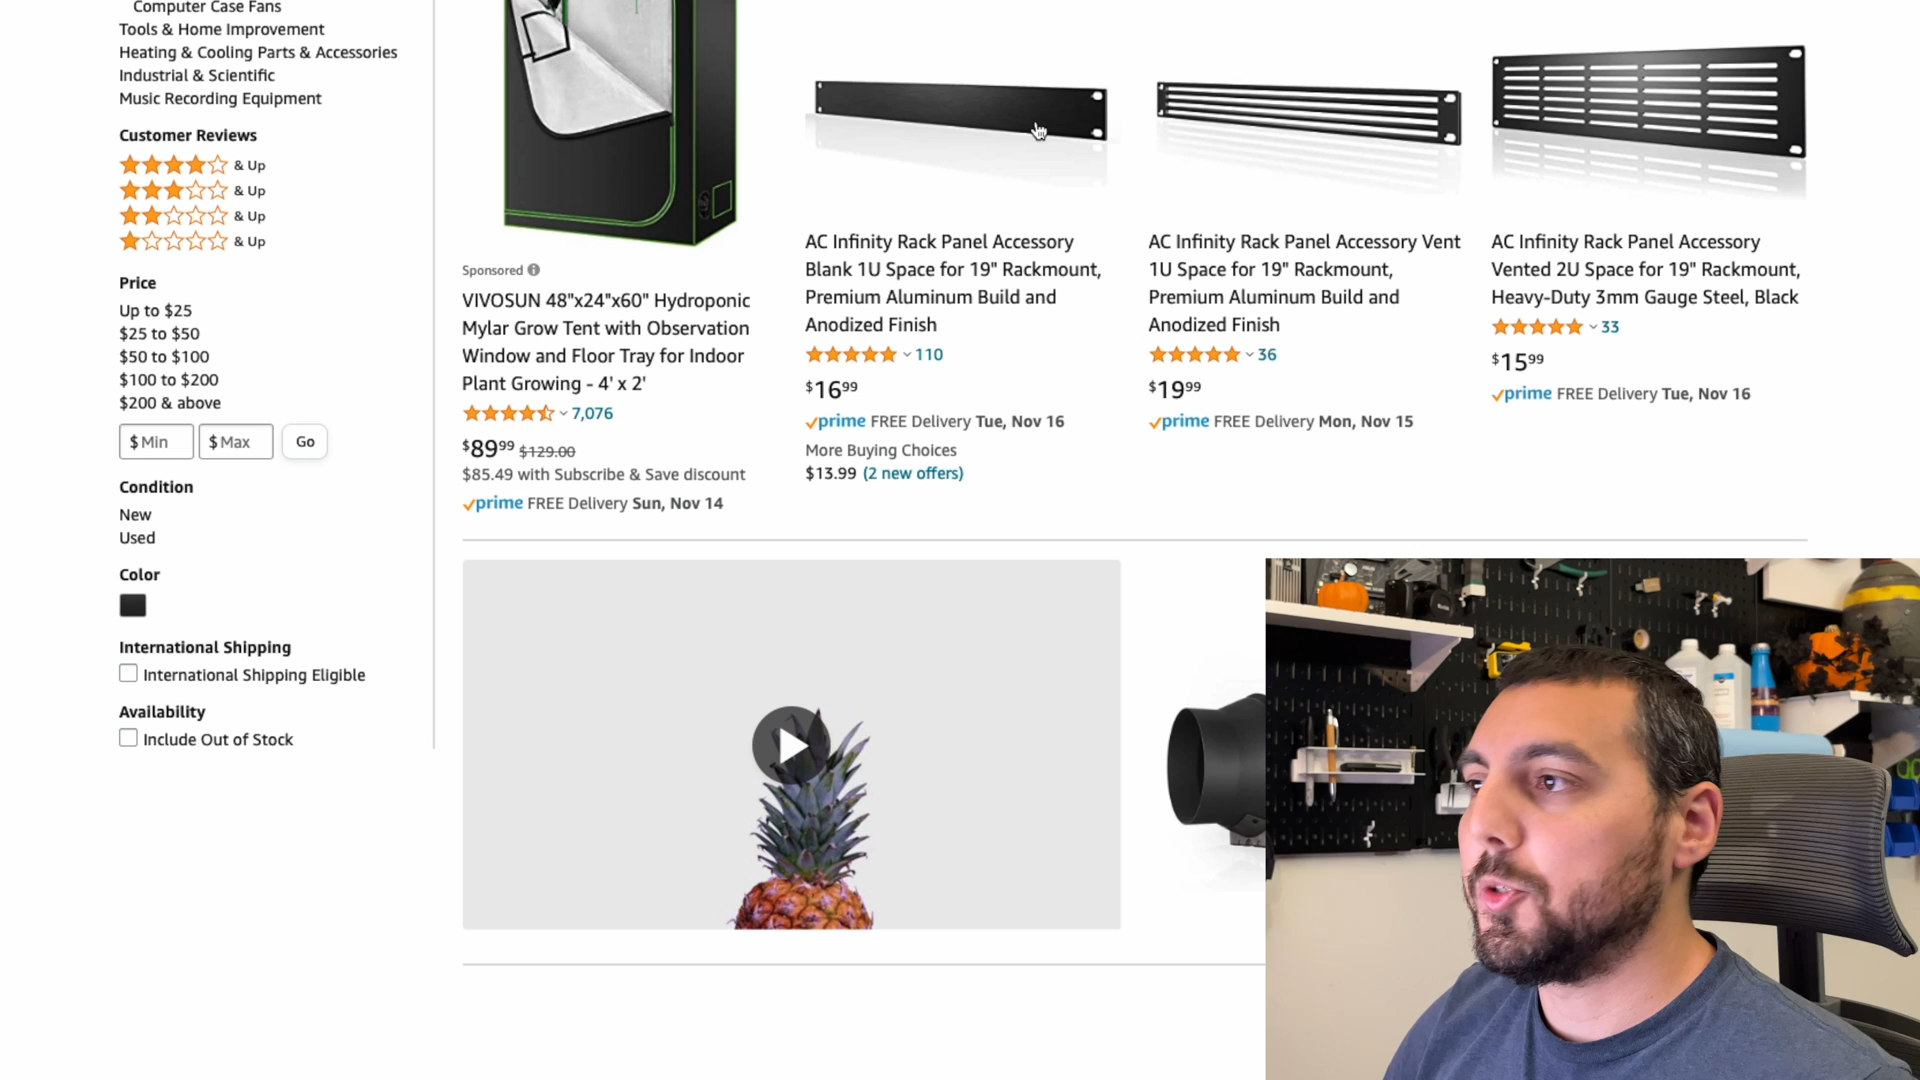 Computer Case Fans
Tools & Home Improvement
Heating & Cooling Parts & Accessories
Industrial & Scientific
Music Recording Equipment
Customer Reviews
& Up
& Up
& Up
& Up
Price
Up to $25
$25 to $50
$50 to $100
$100 to $200
$200 & above
$ Min $ Max Go
Condition
New
Used
Color
International Shipping
International Shipping Eligible
Availability
Include Out of Stock
Sponsored
VIVOSUN 48"x24"x60" Hydroponic
Mylar Grow Tent with Observation
Window and Floor Tray for Indoor
Plant Growing - 4' x 2'
7,076
$89 99 $129.00
$85.49 with Subscribe & Save discount
prime FREE Delivery Sun, Nov 14
AC Infinity Rack Panel Accessory
Blank 1U Space for 19" Rackmount,
Premium Aluminum Build and
Anodized Finish
110
$16 99
prime FREE Delivery Tue, Nov 16
More Buying Choices
$13.99 (2 new offers)
AC Infinity Rack Panel Accessory Vent
1U Space for 19" Rackmount,
Premium Aluminum Build and
Anodized Finish
36
$19 99
prime FREE Delivery Mon, Nov 15
AC Infinity Rack Panel Accessory
Vented 2U Space for 19" Rackmount,
Heavy-Duty 3mm Gauge Steel, Black
33
$15 99
prime FREE Delivery Tue, Nov 16